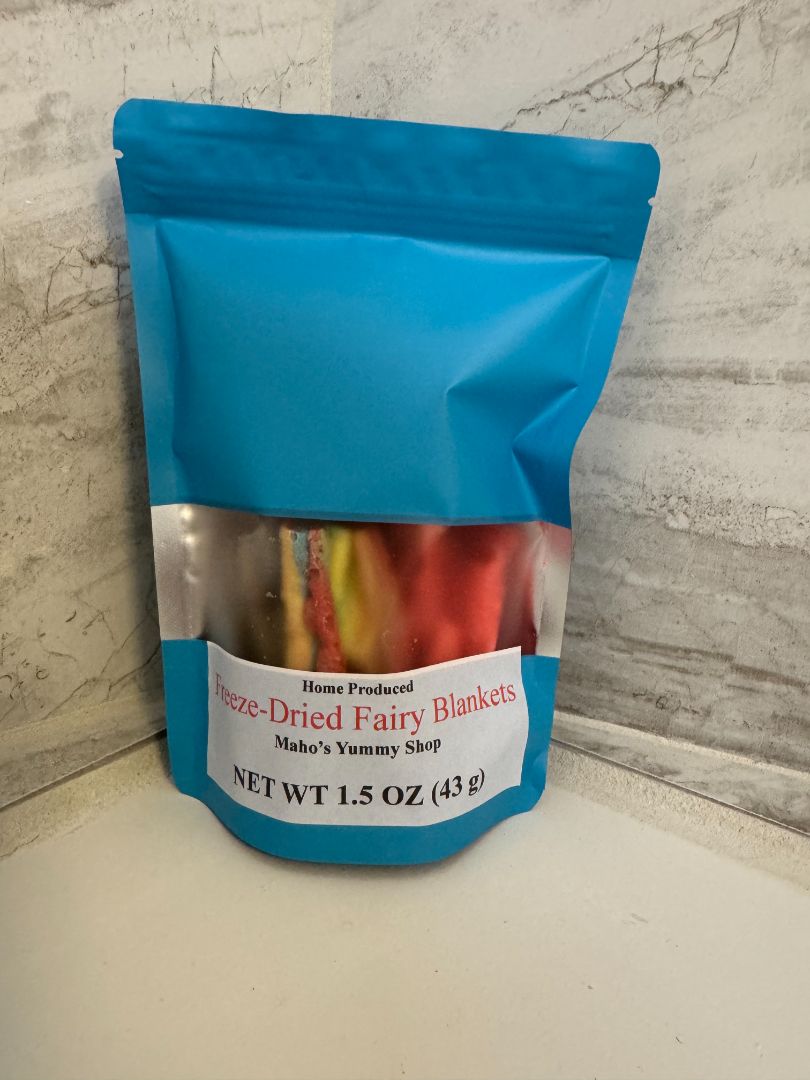 Home Produced
Freeze-Dried Fairy Blankets
Maho's Yummy Shop
NET WT 1.5 OZ (43 g)